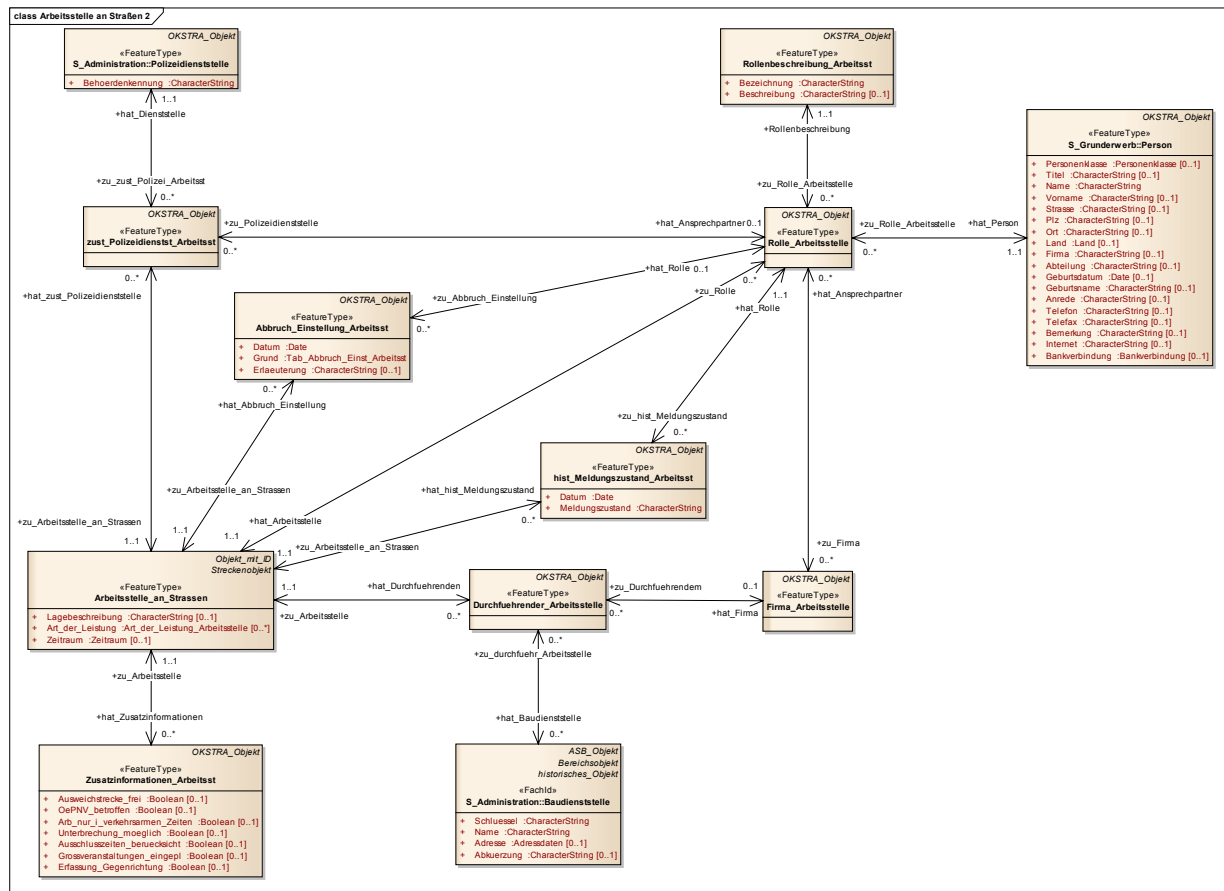 class Arbeitsstelle an Straßen 2
OKSTRA_Objekt
«FeatureType»
S_Administration::Polizeidienststelle
+ Behoerdenkennung :CharacterString
1..1
+hat_Dienststelle
+zu_zust_Polizei_Arbeitsst
0..*
OKSTRA_Objekt
«FeatureType»
Rollenbeschreibung_Arbeitsst
+ Bezeichnung :CharacterString
+ Beschreibung :CharacterString [0..1]
1..1
+Rollenbeschreibung
+zu_Rolle_Arbeitsstelle
0..*
OKSTRA_Objekt
«FeatureType»
S_Grunderwerb::Person
+ Personenklasse :Personenklasse [0..1]
+ Titel :CharacterString [0..1]
+ Name :CharacterString
+ Vorname :CharacterString [0..1]
+ Strasse :CharacterString [0..1]
+ Plz :CharacterString [0..1]
+ Ort :CharacterString [0..1]
+ Land :Land [0..1]
+ Firma :CharacterString [0..1]
+ Abteilung :CharacterString [0..1]
+ Geburtsdatum :Date [0..1]
+ Geburtsname :CharacterString [0..1]
+ Anrede :CharacterString [0..1]
+ Telefon :CharacterString [0..1]
+ Telefax :CharacterString [0..1]
+ Bemerkung :CharacterString [0..1]
+ Internet :CharacterString [0..1]
+ Bankverbindung :Bankverbindung [0..1]
OKSTRA_Objekt
«FeatureType»
zust_Polizeidienstst_Arbeitsst
+zu_Polizeidienststelle
0..*
+hat_Ansprechpartner
0..1
OKSTRA_Objekt
«FeatureType»
Rolle_Arbeitsstelle
+zu_Rolle_Arbeitsstelle
0..*
+hat_Person
1..1
0..*
+hat_zust_Polizeidienststelle
+hat_Rolle
0..1
+zu_Abbruch_Einstellung
0..*
+zu_Rolle
0..*
+hat_Rolle
1..1
0..*
+hat_Ansprechpartner
OKSTRA_Objekt
«FeatureType»
Abbruch_Einstellung_Arbeitsst
+ Datum :Date
+ Grund :Tab_Abbruch_Einst_Arbeitsst
+ Erlaeuterung :CharacterString [0..1]
0..*
+hat_Abbruch_Einstellung
+zu_hist_Meldungszustand
0..*
OKSTRA_Objekt
«FeatureType»
hist_Meldungszustand_Arbeitsst
+ Datum :Date
+ Meldungszustand :CharacterString
+zu_Arbeitsstelle_an_Strassen
1..1
+hat_hist_Meldungszustand
0..*
+zu_Arbeitsstelle_an_Strassen
1..1
+hat_Arbeitsstelle
1..1
+zu_Arbeitsstelle_an_Strassen
1..1
+zu_Firma
0..*
Objekt_mit_ID
Streckenobjekt
«FeatureType»
Arbeitsstelle_an_Strassen
+ Lagebeschreibung :CharacterString [0..1]
+ Art_der_Leistung :Art_der_Leistung_Arbeitsstelle [0..*]
+ Zeitraum :Zeitraum [0..1]
1..1
+zu_Arbeitsstelle
+hat_Durchfuehrenden
0..*
OKSTRA_Objekt
«FeatureType»
Durchfuehrender_Arbeitsstelle
+zu_Durchfuehrendem
0..*
0..1
+hat_Firma
OKSTRA_Objekt
«FeatureType»
Firma_Arbeitsstelle
1..1
+zu_Arbeitsstelle
+hat_Zusatzinformationen
0..*
0..*
+zu_durchfuehr_Arbeitsstelle
+hat_Baudienststelle
0..*
OKSTRA_Objekt
«FeatureType»
Zusatzinformationen_Arbeitsst
+ Ausweichstrecke_frei :Boolean [0..1]
+ OePNV_betroffen :Boolean [0..1]
+ Arb_nur_i_verkehrsarmen_Zeiten :Boolean [0..1]
+ Unterbrechung_moeglich :Boolean [0..1]
+ Ausschlusszeiten_beruecksicht :Boolean [0..1]
+ Grossveranstaltungen_eingepl :Boolean [0..1]
+ Erfassung_Gegenrichtung :Boolean [0..1]
ASB_Objekt
Bereichsobjekt
historisches_Objekt
«FachId»
S_Administration::Baudienststelle
+ Schluessel :CharacterString
+ Name :CharacterString
+ Adresse :Adressdaten [0..1]
+ Abkuerzung :CharacterString [0..1]